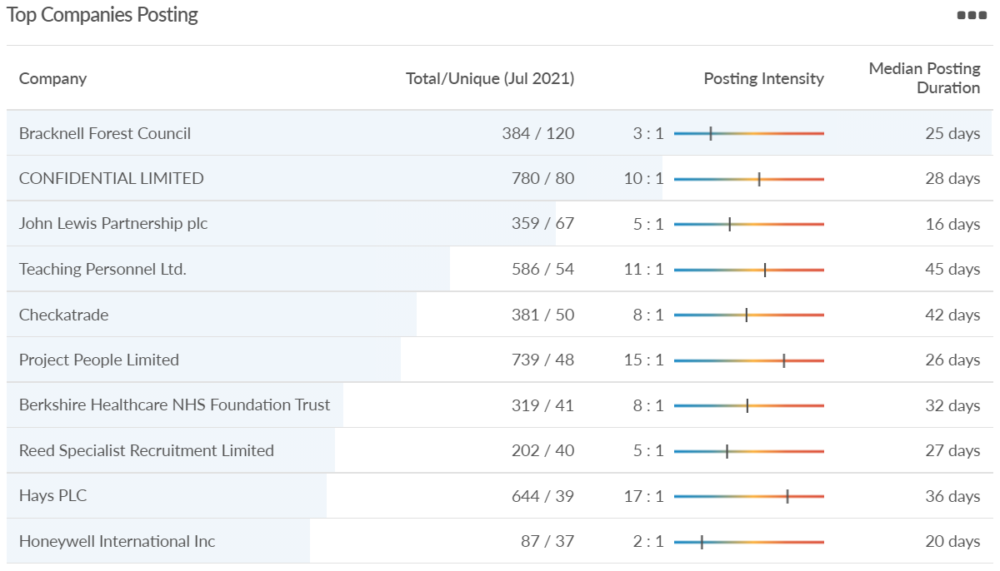 Top Companies Posting
Company Total/Unique (Jul 2021) Posting Intensity Median Posting Duration
Bracknell Forest Council 384 / 120 3 : 1 25 days
CONFIDENTIAL LIMITED 780 / 80 10 : 1 28 days
John Lewis Partnership plc 359 / 67 5 : 1 16 days
Teaching Personnel Ltd. 586 / 54 11 : 1 45 days
Checkatrade 381 / 50 8 : 1 42 days
Project People Limited 739 / 48 15 : 1 26 days
Berkshire Healthcare NHS Foundation Trust 319 / 41 8 : 1 32 days
Reed Specialist Recruitment Limited 202 / 40 5 : 1 27 days
Hays PLC 644 / 39 17 : 1 36 days
Honeywell International Inc 87 / 37 2 : 1 20 days